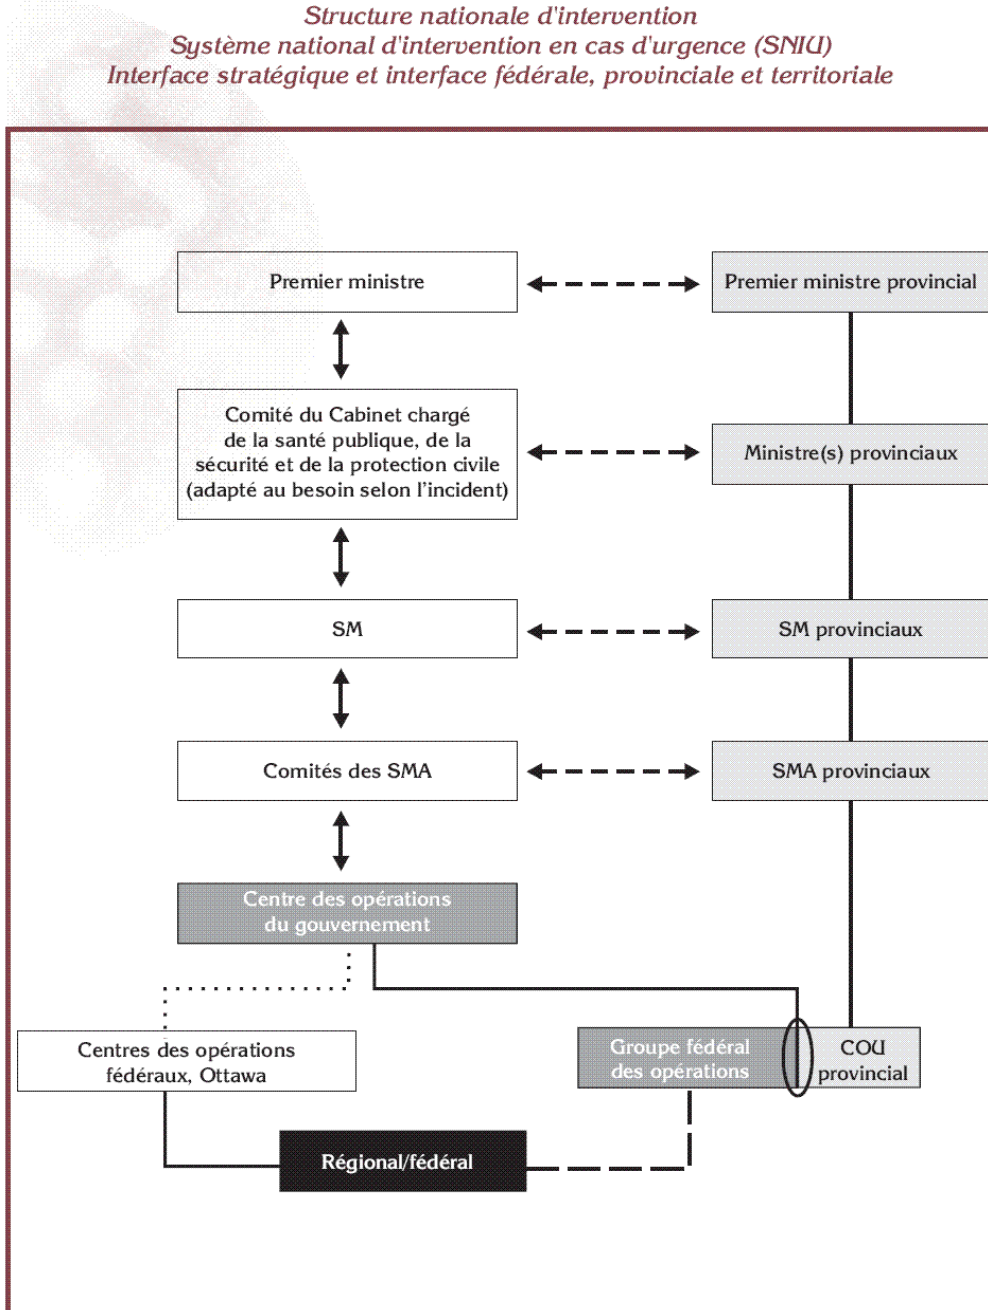 Structure nationale d'intervention
Système national d'intervention en cas d'urgence (SNIU)
Interface stratégique et interface fédérale, provinciale et territoriale
Premier ministre
Premier ministre provincial
Comité du Cabinet chargé
de la santé publique, de la
sécurité et de la protection civile
(adapté au besoin selon l'incident)
Ministre(s) provinciaux
SM
SM provinciaux
Comités des SMA
SMA provinciaux
Centre des opérations
du gouvernement
Centres des opérations
fédéraux, Ottawa
Groupe fédéral
des opérations
COU
provincial
Régional/fédéral